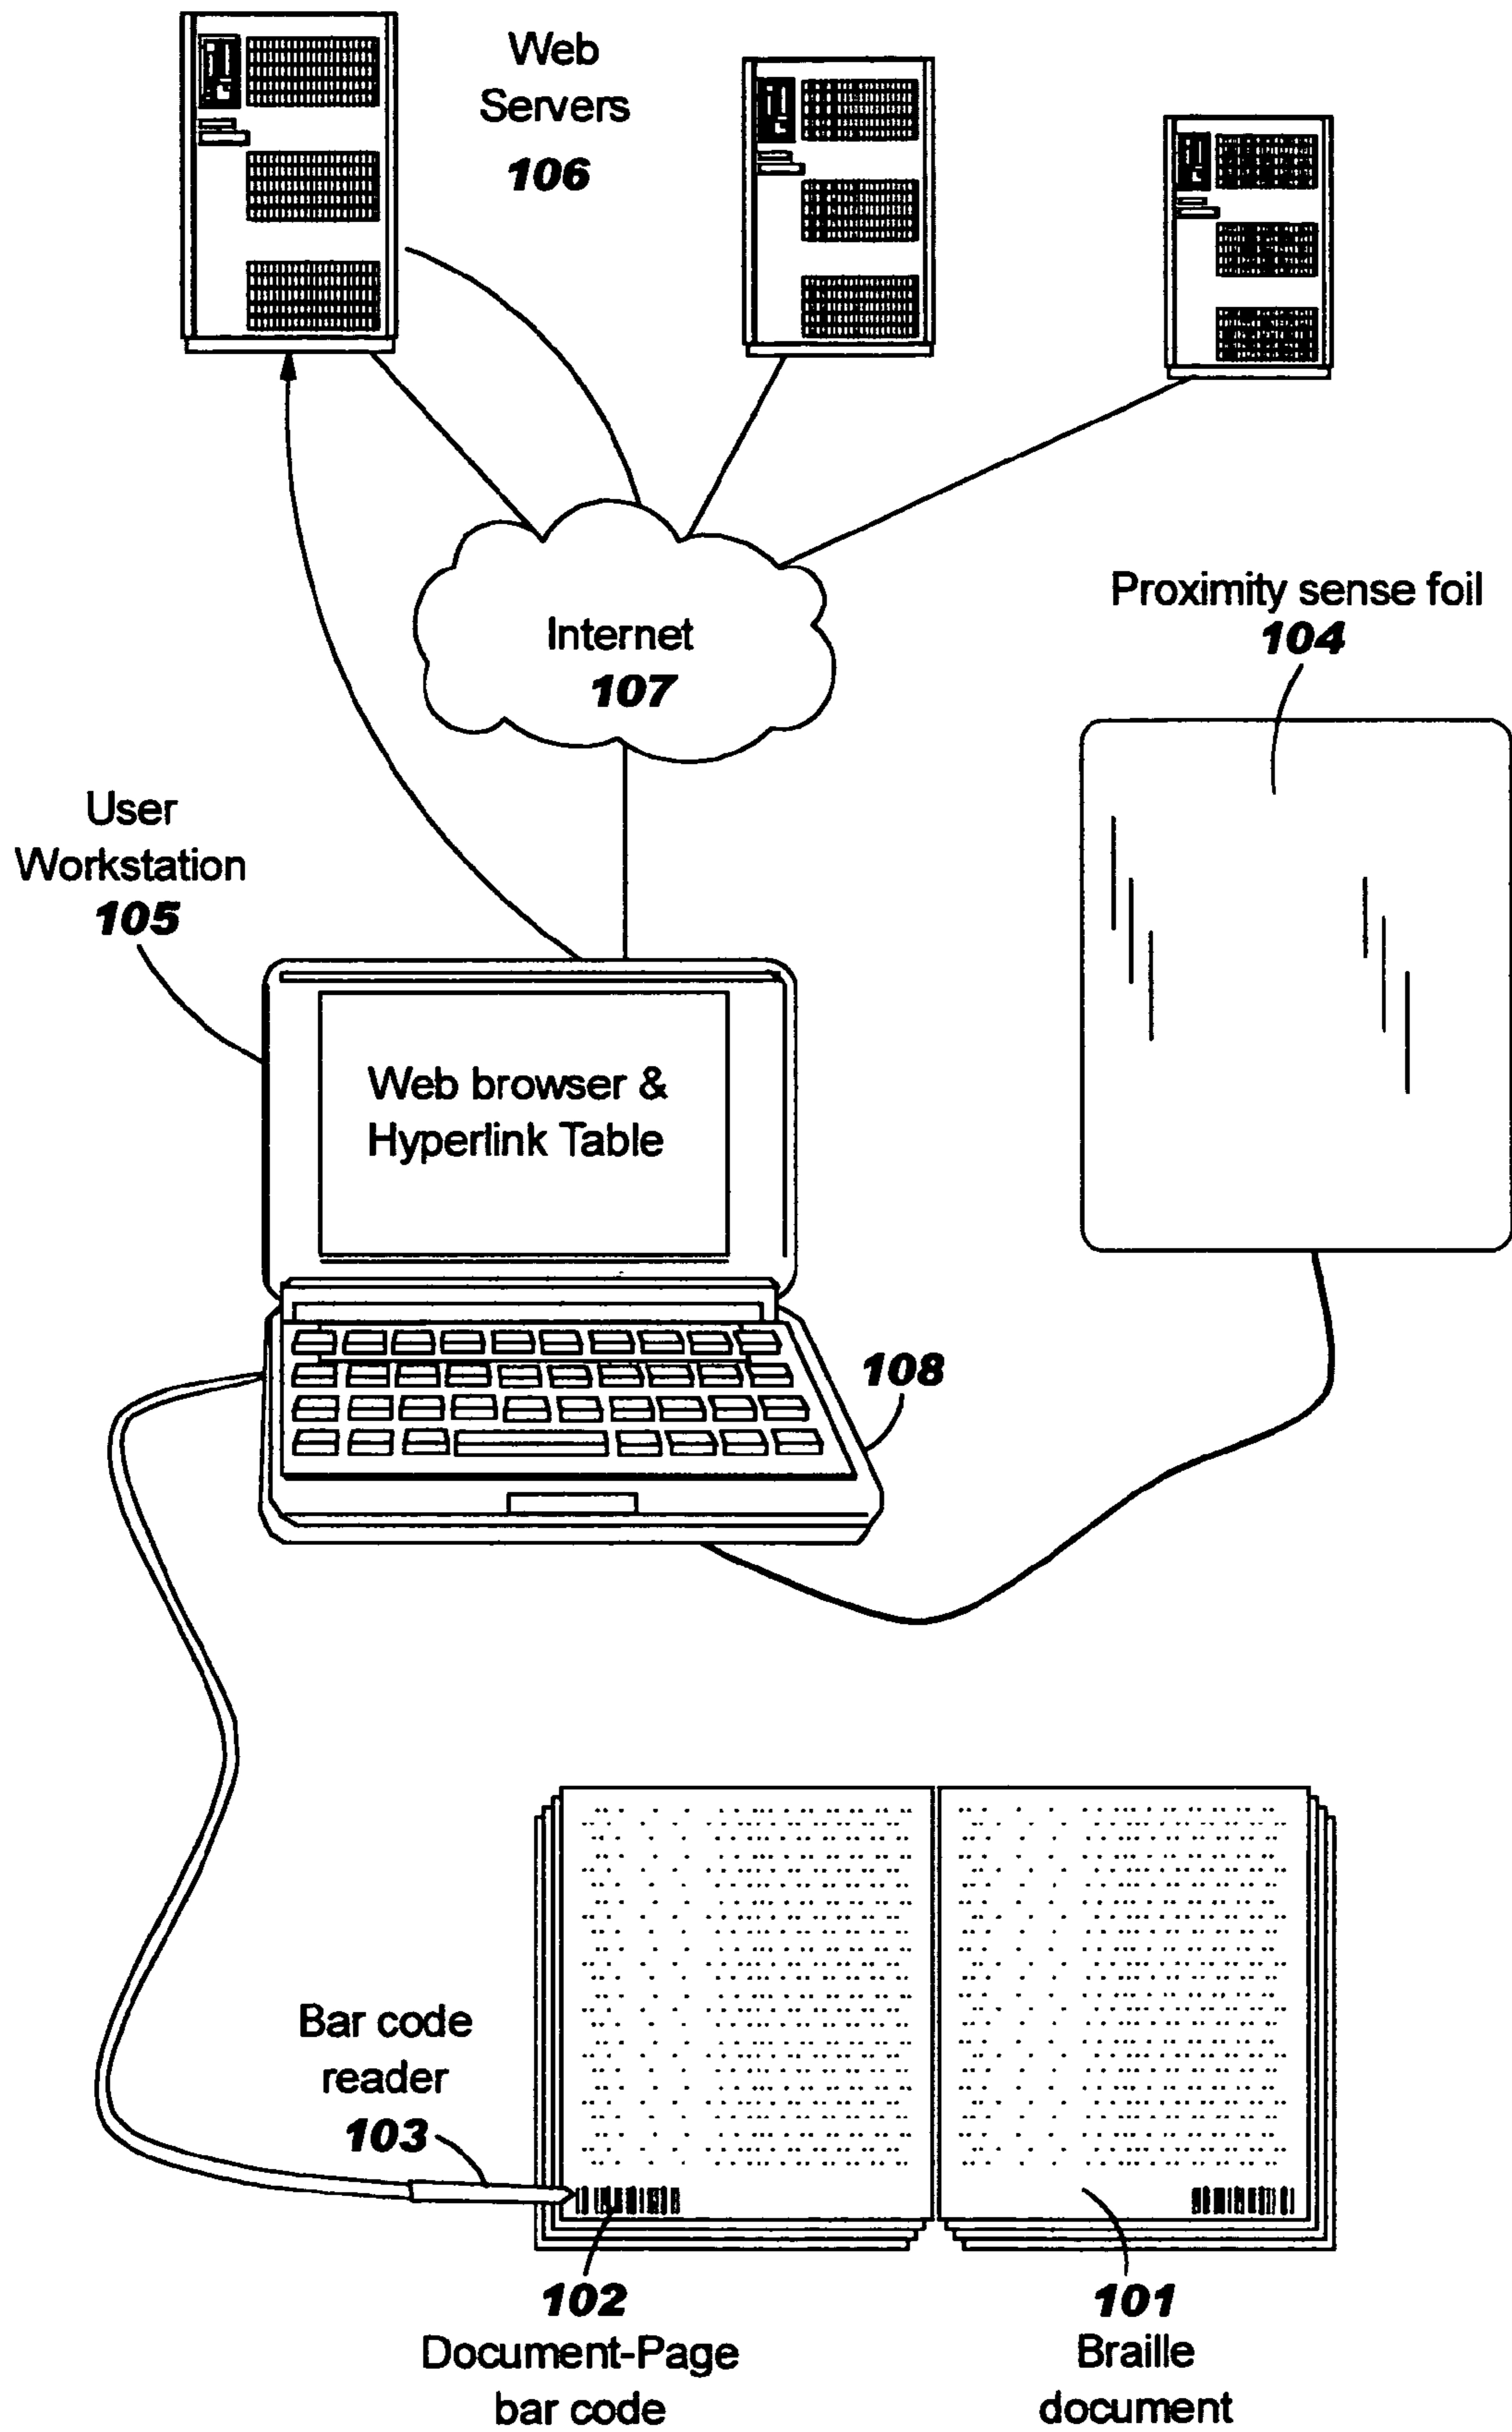 Web
Servers
106
Internet
107
Proximity sense foil
104
User
Workstation
105
Web browser &
Hyperlink Table
108
Bar code
reader
103
102
Document-Page
bar code
101
Braille
document